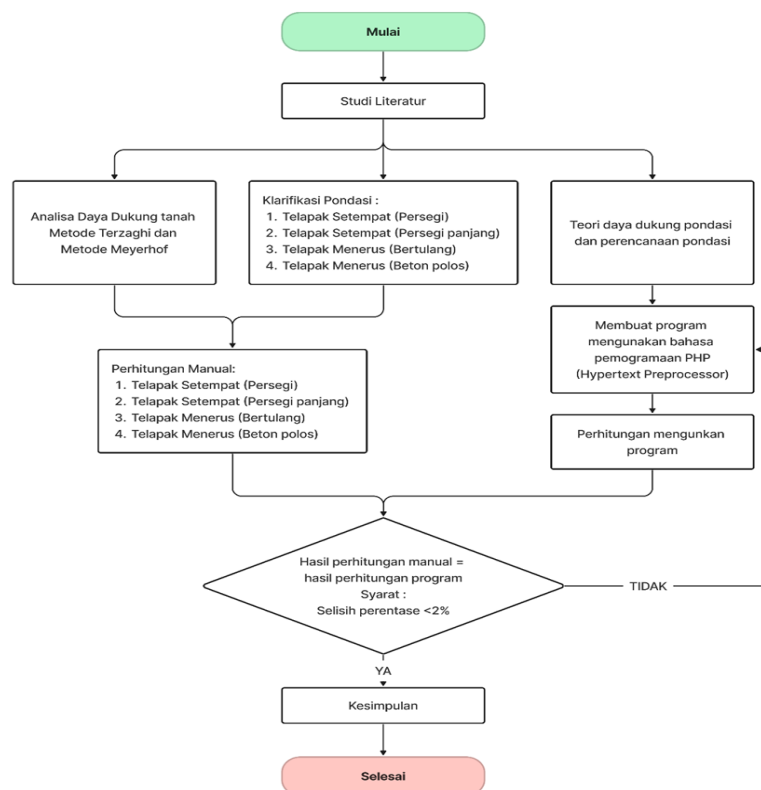 Mulai
Studi Literatur
Analisa Daya Dukung tanah
Metode Terzaghi dan
Metode Meyerhof
Klarifikasi Pondasi :
1. Telapak Setempat (Persegi)
2. Telapak Setempat (Persegi panjang)
3. Telapak Menerus (Bertulang)
4. Telapak Menerus (Beton polos)
Teori daya dukung pondasi
dan perencanaan pondasi
Membuat program
mengunakan bahasa
pemogramaan PHP
(Hypertext Preprocessor)
Perhitungan Manual:
1. Telapak Setempat (Persegi)
2. Telapak Setempat (Persegi panjang)
3. Telapak Menerus (Bertulang)
4. Telapak Menerus (Beton polos)
Perhitungan mengunkan
program
Hasil perhitungan manual =
hasil perhitungan program
Syarat :
Selisih perentase <2%
TIDAK
YA
Kesimpulan
Selesai